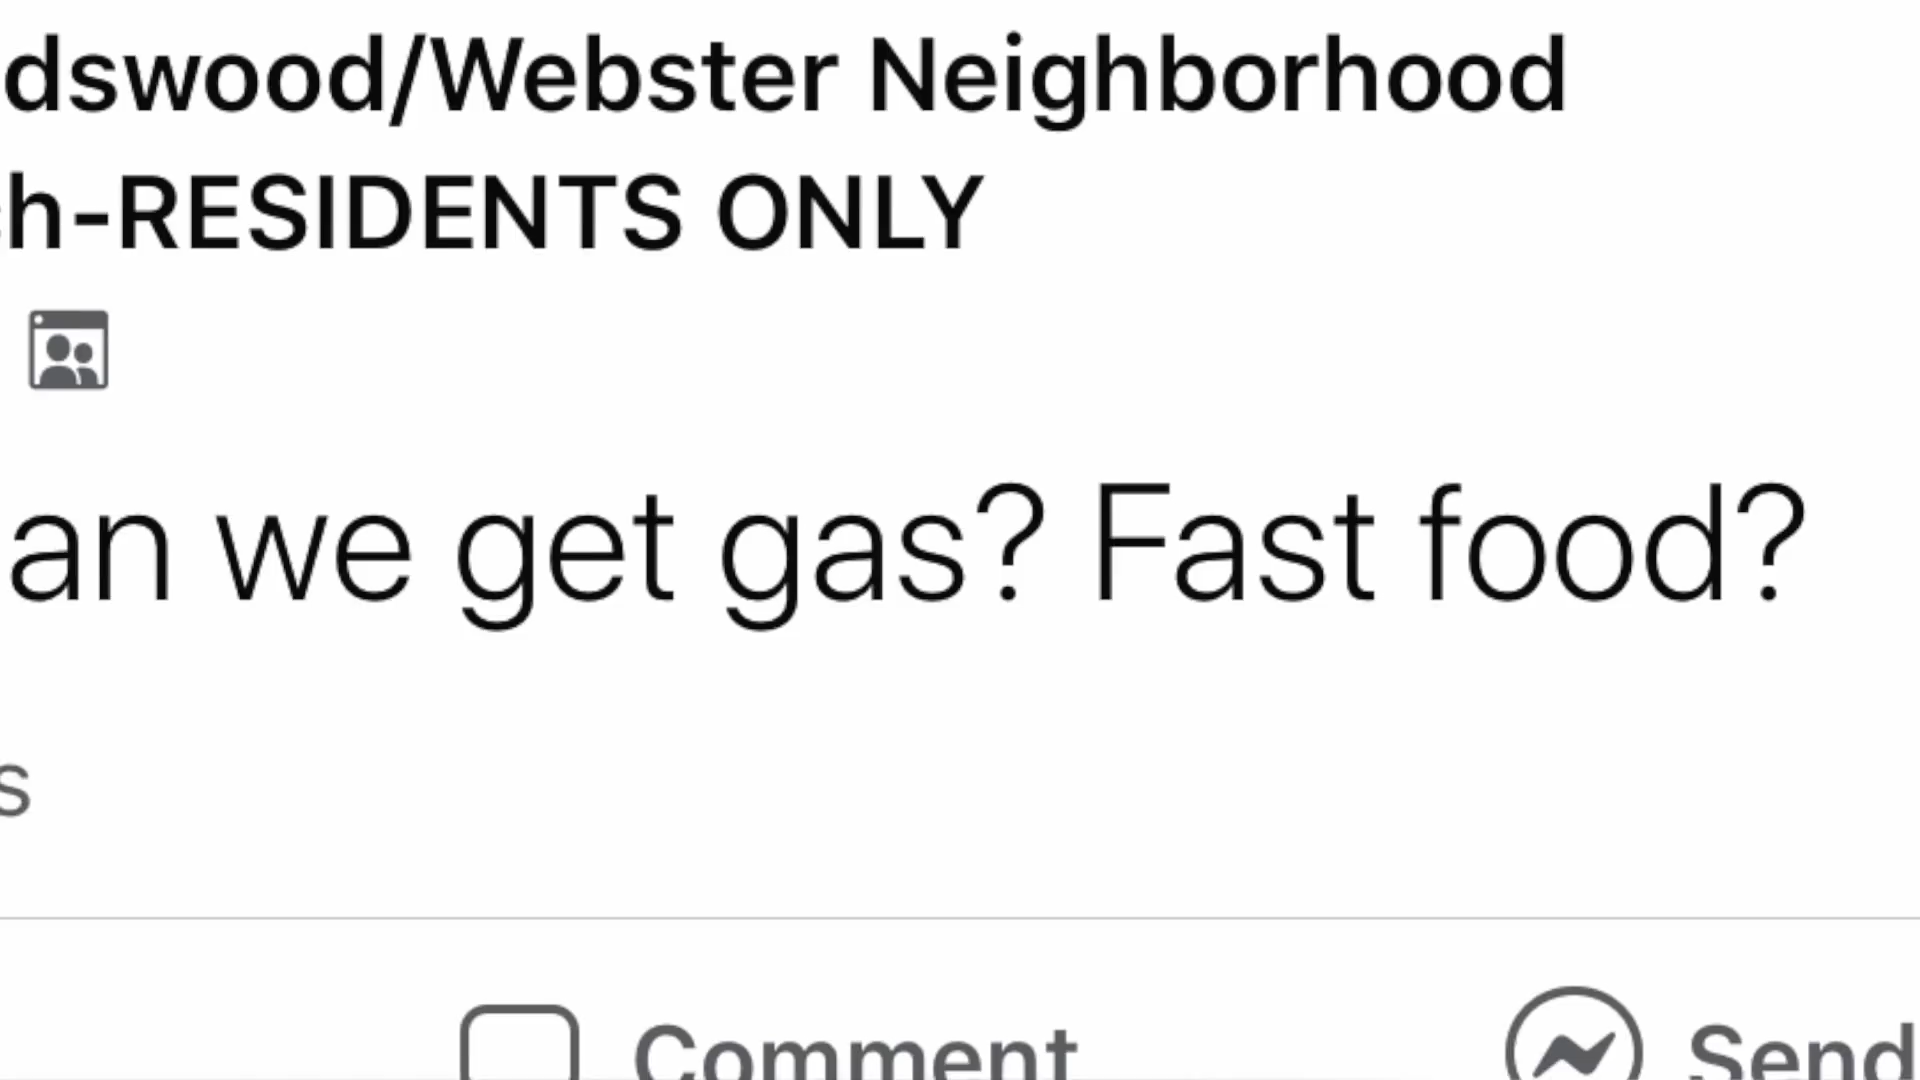 dswood/Webster Neighborhood
h-RESIDENTS ONLY
an we get gas? Fast food?
s
Comment
Send